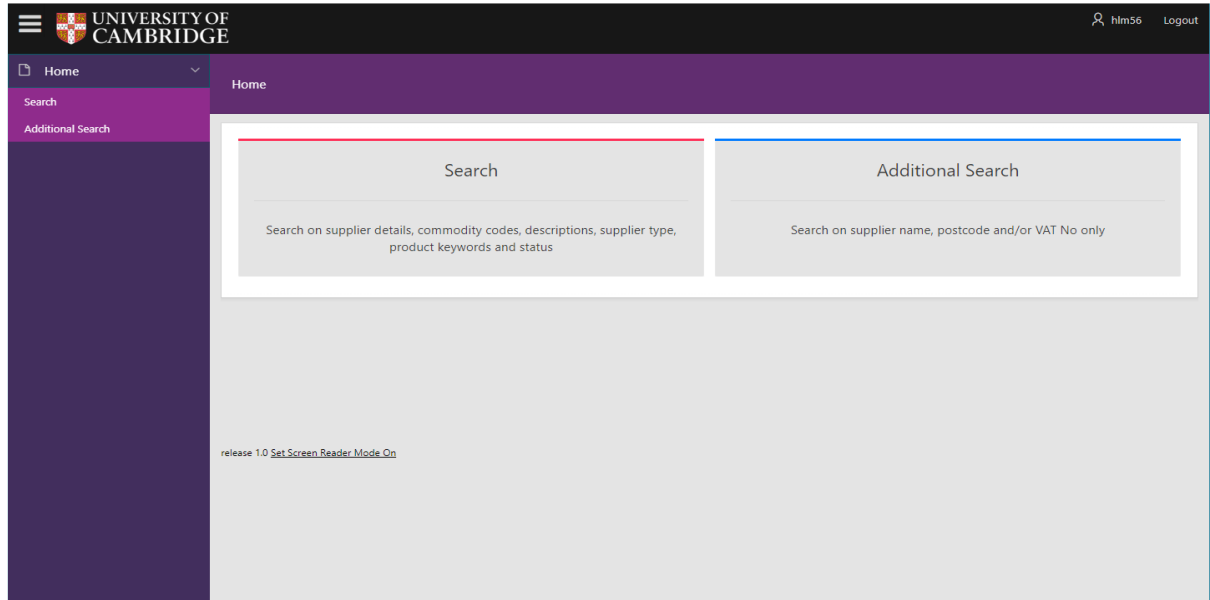 UNIVERSITY OF
CAMBRIDGE
hlm56 Logout
Home
Search
Additional Search
Home
Search
Search on supplier details, commodity codes, descriptions, supplier type,
product keywords and status
Additional Search
Search on supplier name, postcode and/or VAT No only
release 1.0 Set Screen Reader Mode On